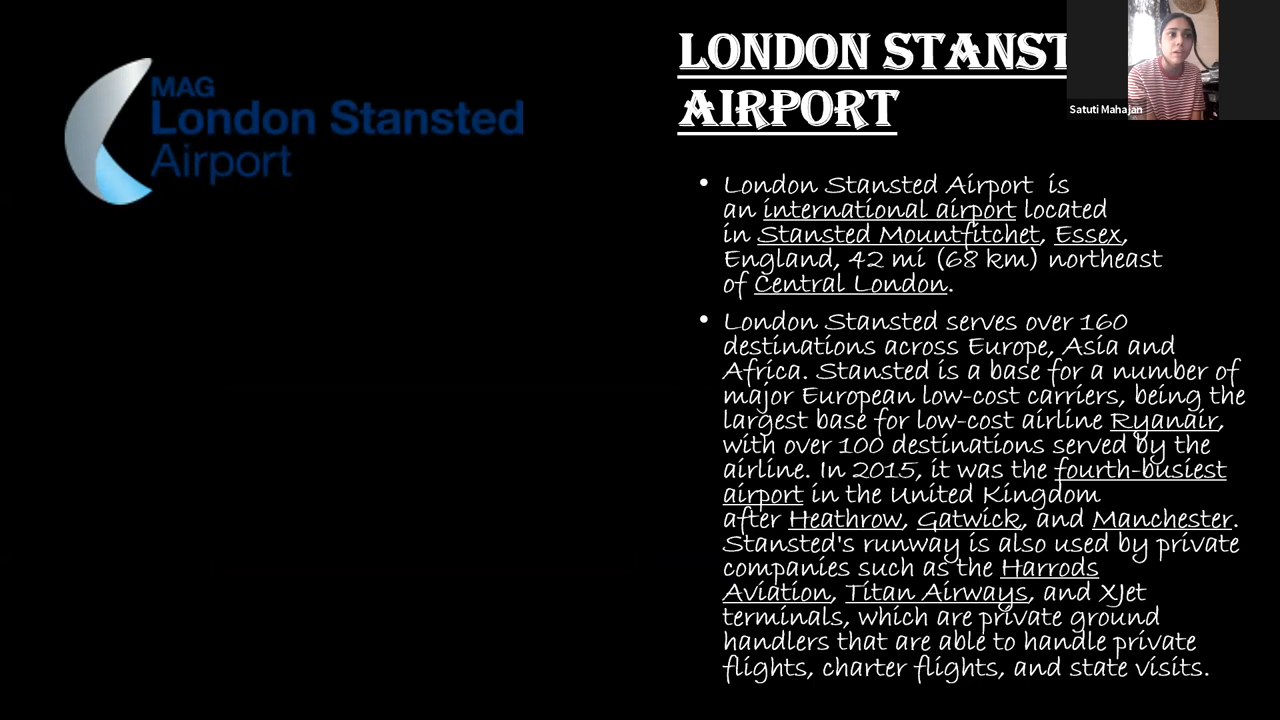 MAG
London Stansted
Airport
LONDON STANST
AIRPORT
Satuti Mahajan
• London Stansted Airport is
an international airport located
in Stansted Mountfitchet, Essex,
England, 42 mi (68 km) northeast
of Central London.
• London Stansted serves over 160
destinations across Europe, Asia and
Africa. Stansted is a base for a number of
major European low-cost carriers, being the
largest base for low-cost airline Ryanair,
with over 100 destinations served by the
airline. In 2015, it was the fourth-busiest
airport in the United Kingdom
after Heathrow, Gatwick, and Manchester.
Stansted's runway is also used by private
companies such as the Harrods
Aviation, Titan Airways, and XJet
terminals, which are private ground
handlers that are able to handle private
flights, charter flights, and state visits.